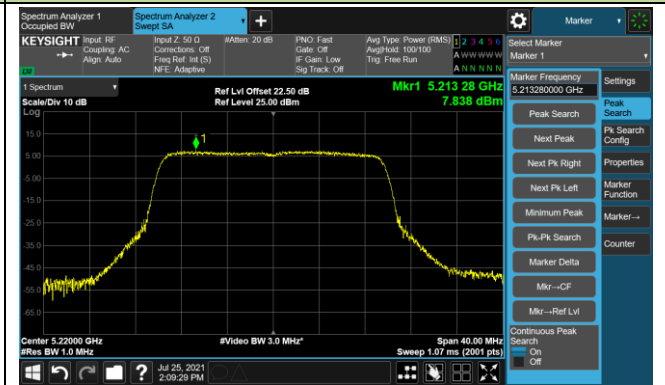 Spectrum Analyzer 1
Occupied BW
Spectrum Analyzer 2
Swept SA
+
Marker
KEYSIGHT
Input: RF
Coupling: AC
Align: Auto
Input Z: 50 Ω
Corrections: Off
Freq Ref: Int (S)
NFE: Adaptive
#Atten: 20 dB
PNO: Fast
Gate: Off
IF Gain: Low
Sig Track: Off
Avg Type: Power (RMS)
Avg|Hold: 100/100
Trig: Free Run
1 2 3 4 5 6
A W W W W W
A N N N N N
Select Marker
Marker 1
LXI
1 Spectrum
Scale/Div 10 dB
Log
Ref Lvl Offset 22.50 dB
Ref Level 25.00 dBm
Mkr1 5.213 28 GHz
7.838 dBm
15.0
5.00
-5.00
-15.0
-25.0
-35.0
-45.0
-55.0
-65.0
1
Center 5.22000 GHz
#Res BW 1.0 MHz
#Video BW 3.0 MHz*
Span 40.00 MHz
Sweep 1.07 ms (2001 pts)
Marker Frequency
5.213280000 GHz
Peak Search
Next Peak
Next Pk Right
Next Pk Left
Minimum Peak
Pk-Pk Search
Marker Delta
Mkr→CF
Mkr→Ref Lvl
Continuous Peak
Search
On
Off
Settings
Peak
Search
Pk Search
Config
Properties
Marker
Function
Marker→
Counter
?
Jul 25, 2021
2:09:29 PM